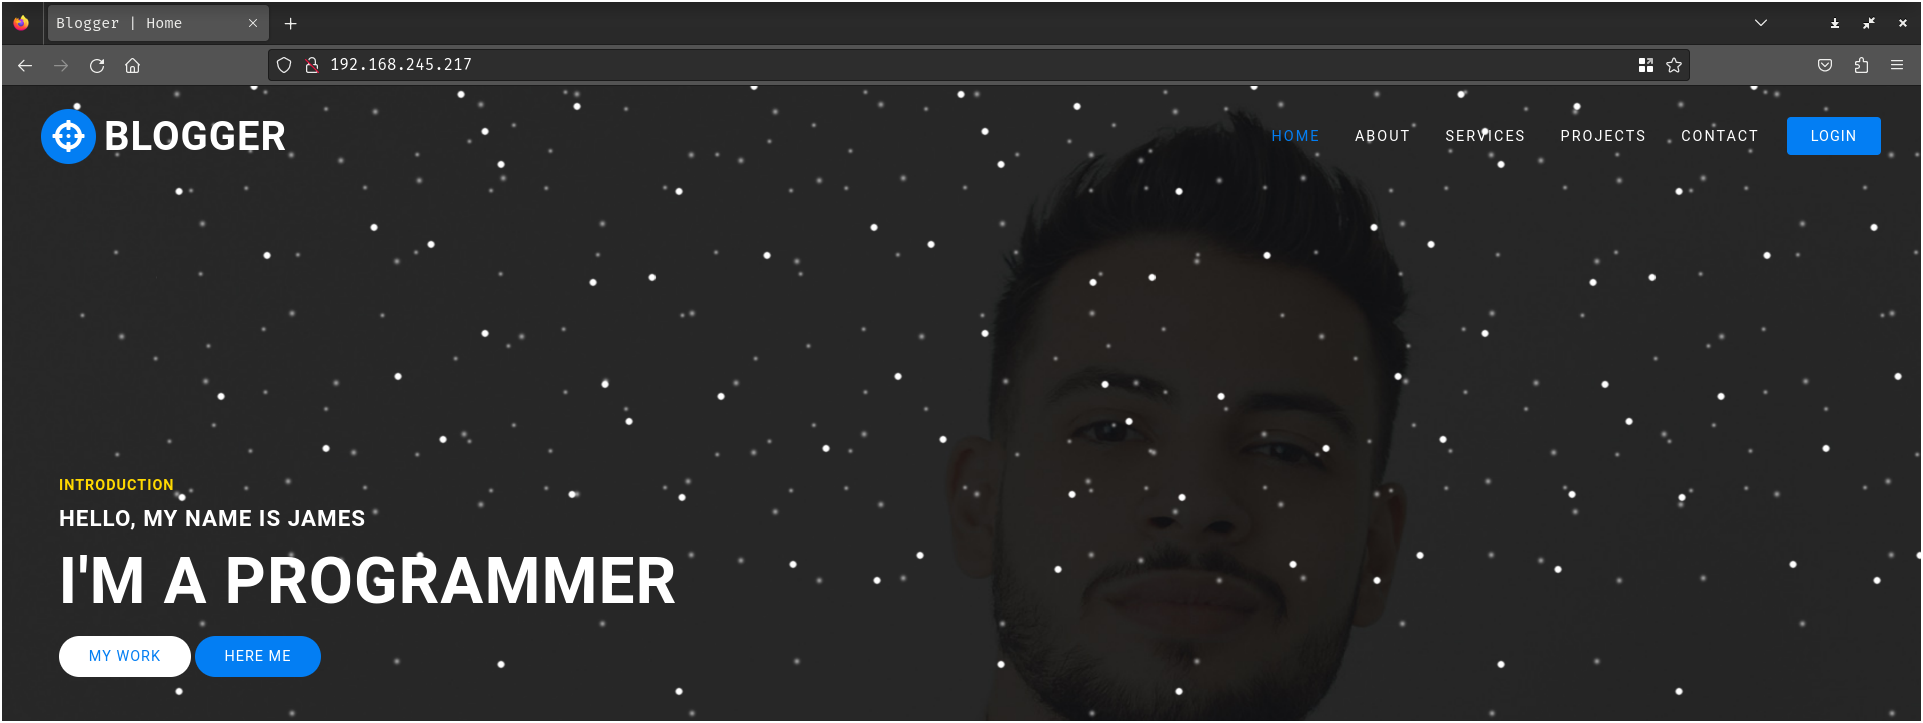 Blogger | Home
192.168.245.217
BLOGGER
HOME ABOUT SERVICES PROJECTS CONTACT LOGIN
INTRODUCTION
HELLO, MY NAME IS JAMES
I'M A PROGRAMMER
MY WORK HERE ME